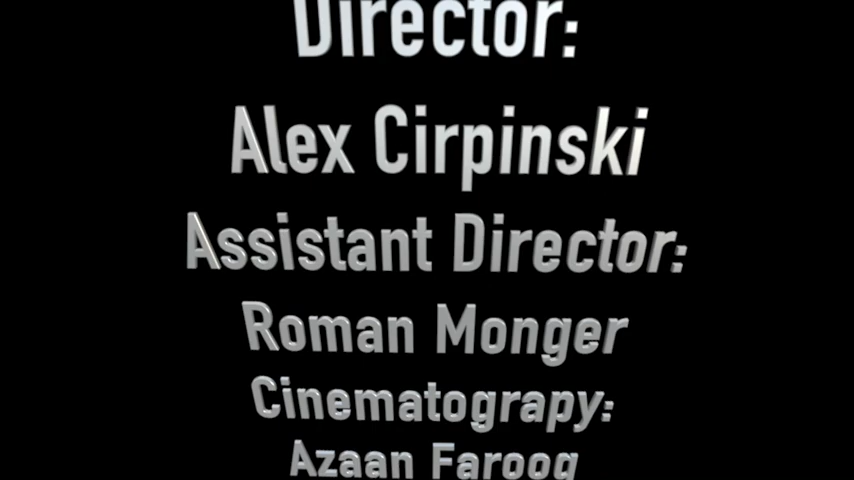 Director:
Alex Cirpinski
Assistant Director:
Roman Monger
Cinematograpy:
Azaan Farooq